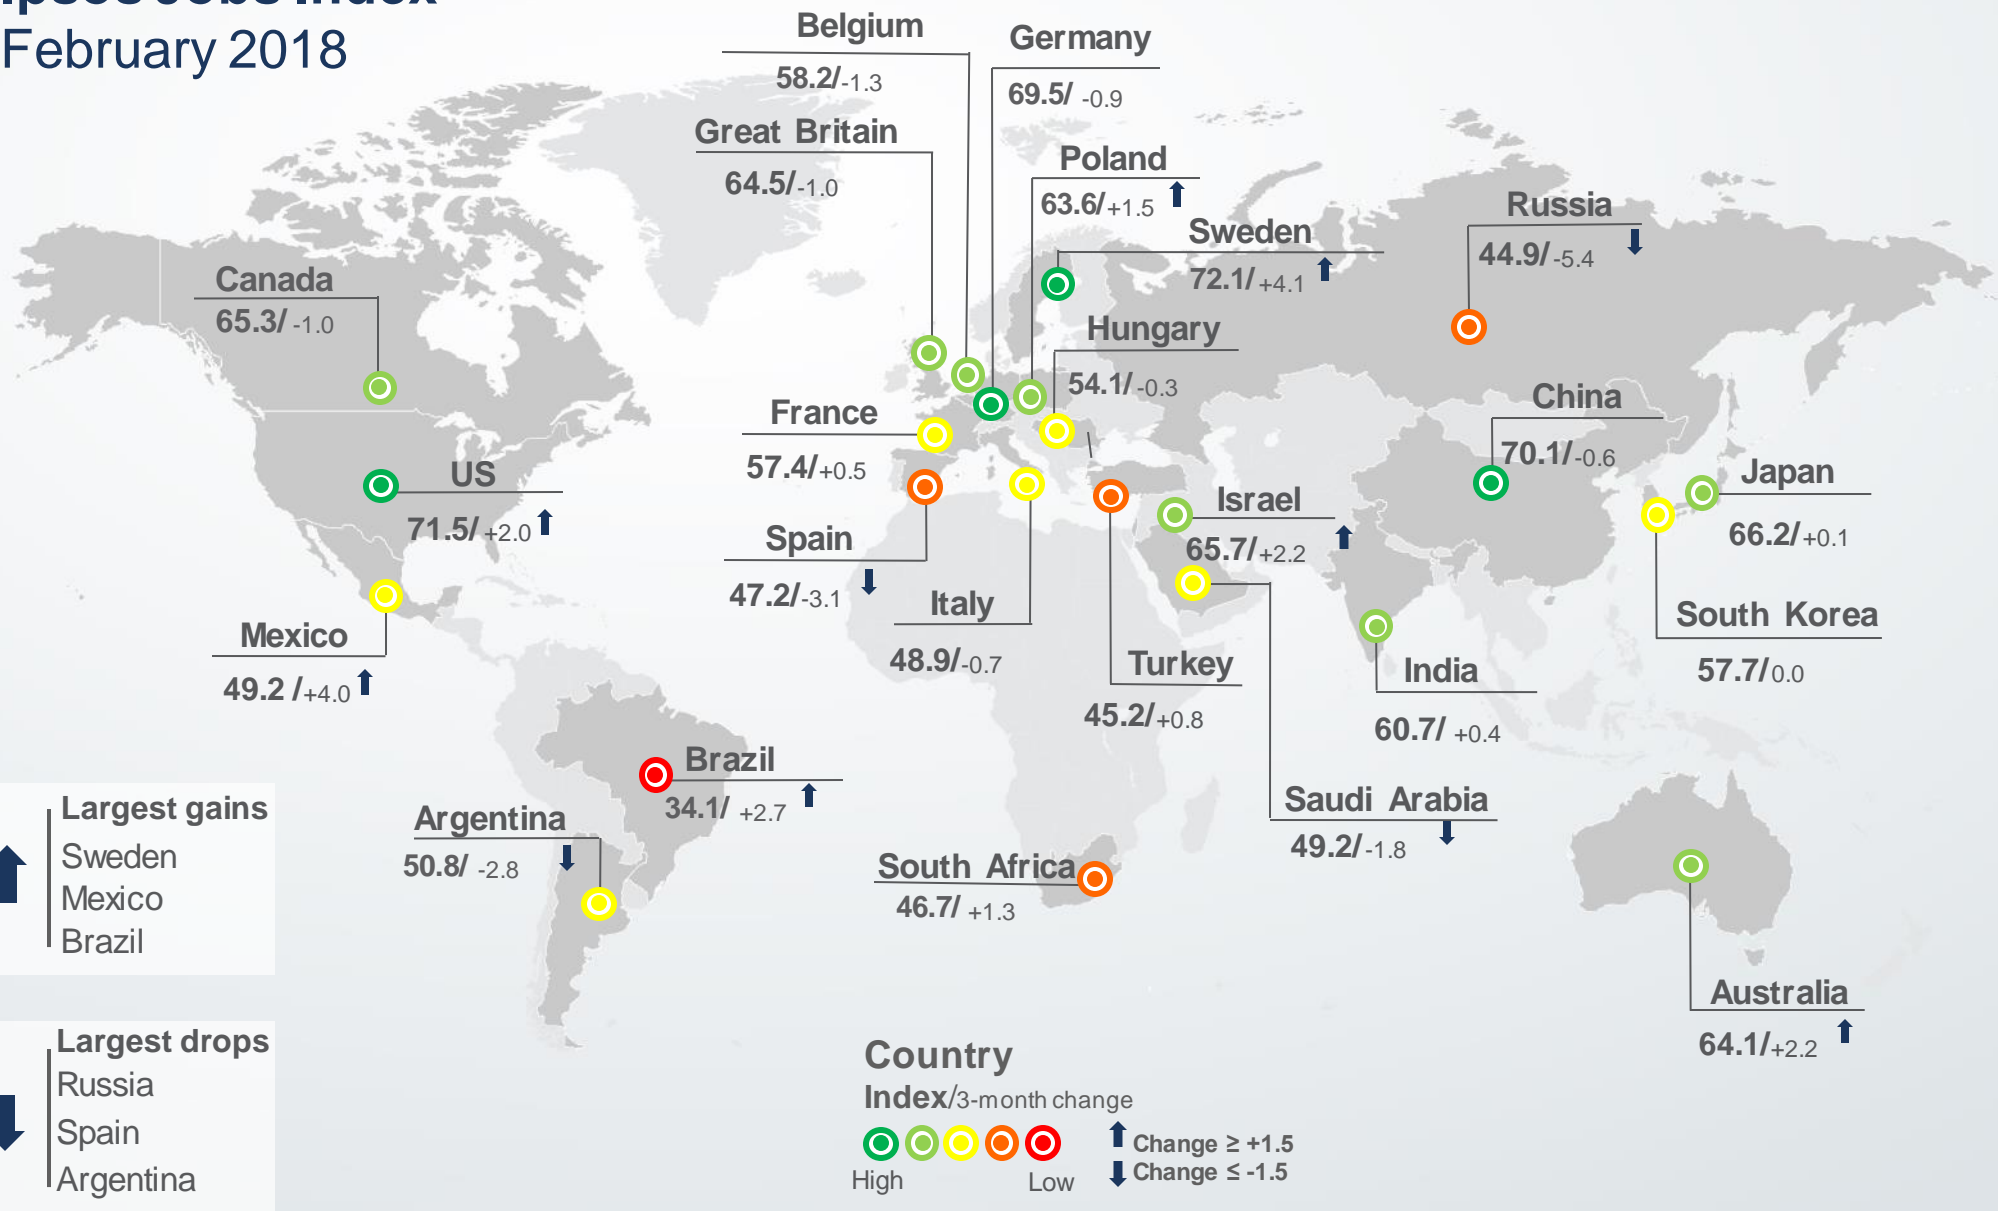 Ipsos Jobs Index
February 2018
Belgium
58.2/-1.3
Germany
69.5/ -0.9
Great Britain
64.5/-1.0
Poland
63.6/+1.5
Sweden
72.1/+4.1
Russia
44.9/-5.4
Canada
65.3/ -1.0
Hungary
54.1/-0.3
France
57.4/+0.5
China
70.1/-0.6
US
71.5/+2.0
Spain
47.2/-3.1
Israel
65.7/+2.2
Japan
66.2/+0.1
Italy
48.9/-0.7
Mexico
49.2 /+4.0
Turkey
45.2/+0.8
India
60.7/ +0.4
South Korea
57.7/0.0
Brazil
34.1/ +2.7
Argentina
50.8/ -2.8
South Africa
46.7/ +1.3
Saudi Arabia
49.2/-1.8
Australia
64.1/+2.2
Largest gains
Sweden
Mexico
Brazil
Largest drops
Russia
Spain
Argentina
Country
Index/3-month change
High
Low
Change ≥ +1.5
Change ≤ -1.5